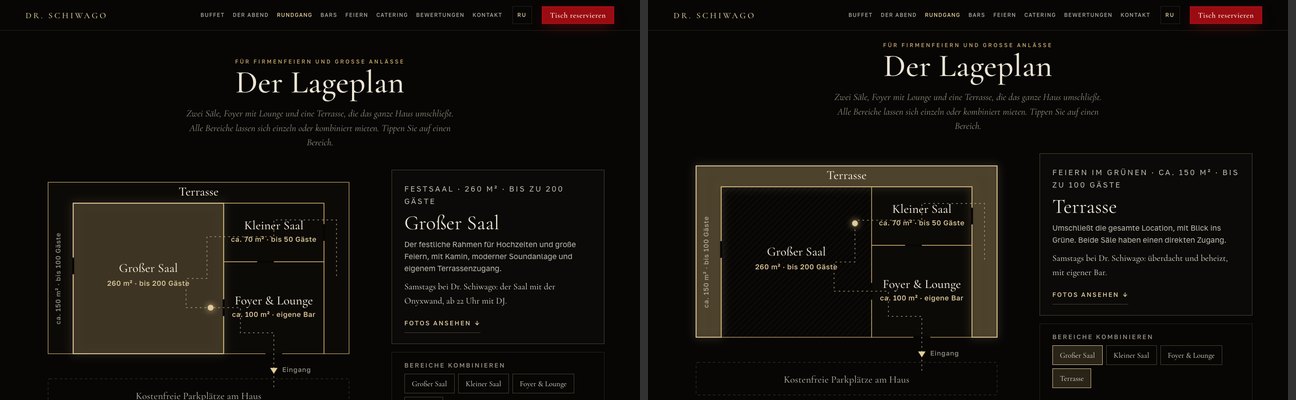 DR. SCHIWAGO
BUFFET DER ABEND RUNDGANG BARS FEIERN CATERING BEWERTUNGEN KONTAKT RU Tisch reservieren
FÜR FIRMENFEIERN UND GROSSE ANLÄSSE
Der Lageplan
Zwei Säle, Foyer mit Lounge und eine Terrasse, die das ganze Haus umschließt.
Alle Bereiche lassen sich einzeln oder kombiniert mieten. Tippen Sie auf einen
Bereich.
Terrasse
ca. 150 m² · bis 100 Gäste
Kleiner Saal
ca. 70 m² · bis 50 Gäste
Großer Saal
260 m² · bis 200 Gäste
Foyer & Lounge
ca. 100 m² · eigene Bar
Eingang
Kostenfreie Parkplätze am Haus
FESTSAAL · 260 M² · BIS ZU 200
GÄSTE
Großer Saal
Der festliche Rahmen für Hochzeiten und große
Feiern, mit Kamin, moderner Soundanlage und
eigenem Terrassenzugang.
Samstags bei Dr. Schiwago: der Saal mit der
Onyxwand, ab 22 Uhr mit DJ.
FOTOS ANSEHEN ↓
BEREICHE KOMBINIEREN
Großer Saal Kleiner Saal Foyer & Lounge
DR. SCHIWAGO
BUFFET DER ABEND RUNDGANG BARS FEIERN CATERING BEWERTUNGEN KONTAKT RU Tisch reservieren
FÜR FIRMENFEIERN UND GROSSE ANLÄSSE
Der Lageplan
Zwei Säle, Foyer mit Lounge und eine Terrasse, die das ganze Haus umschließt.
Alle Bereiche lassen sich einzeln oder kombiniert mieten. Tippen Sie auf einen
Bereich.
Terrasse
ca. 150 m² · bis 100 Gäste
Kleiner Saal
ca. 70 m² · bis 50 Gäste
Großer Saal
260 m² · bis 200 Gäste
Foyer & Lounge
ca. 100 m² · eigene Bar
Eingang
Kostenfreie Parkplätze am Haus
FEIERN IM GRÜNEN · CA. 150 M² · BIS
ZU 100 GÄSTE
Terrasse
Umschließt die gesamte Location, mit Blick ins
Grüne. Beide Säle haben einen direkten Zugang.
Samstags bei Dr. Schiwago: überdacht und beheizt,
mit eigener Bar.
FOTOS ANSEHEN ↓
BEREICHE KOMBINIEREN
Großer Saal Kleiner Saal Foyer & Lounge
Terrasse